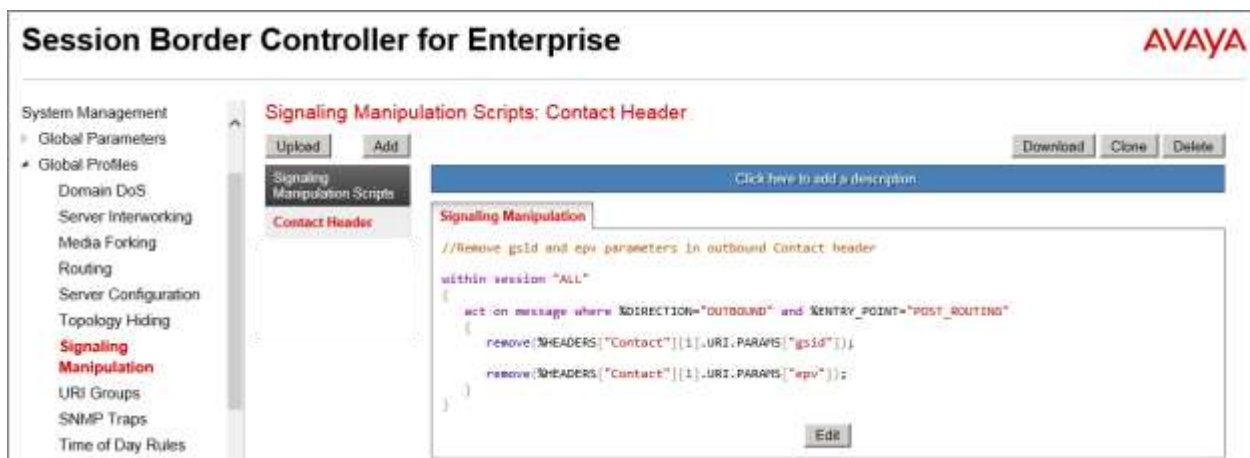 Session Border Controller for Enterprise
AVAYA
System Management
Global Parameters
Global Profiles
Domain DoS
Server Interworking
Media Forking
Routing
Server Configuration
Topology Hiding
Signaling
Manipulation
URI Groups
SNMP Traps
Time of Day Rules
Signaling Manipulation Scripts: Contact Header
Upload Add
Download Clone Delete
Signaling
Manipulation Scripts
Contact Header
Click here to add a description.
Signaling Manipulation
//Remove gsid and epv parameters in outbound Contact header
within session "ALL"
{
act on message where %DIRECTION="OUTBOUND" and %ENTRY_POINT="POST_ROUTING"
{
remove(%HEADERS["Contact"][1].URI.PARAMS["gsid"]);
remove(%HEADERS["Contact"][1].URI.PARAMS["epv"]);
}
}
Edit